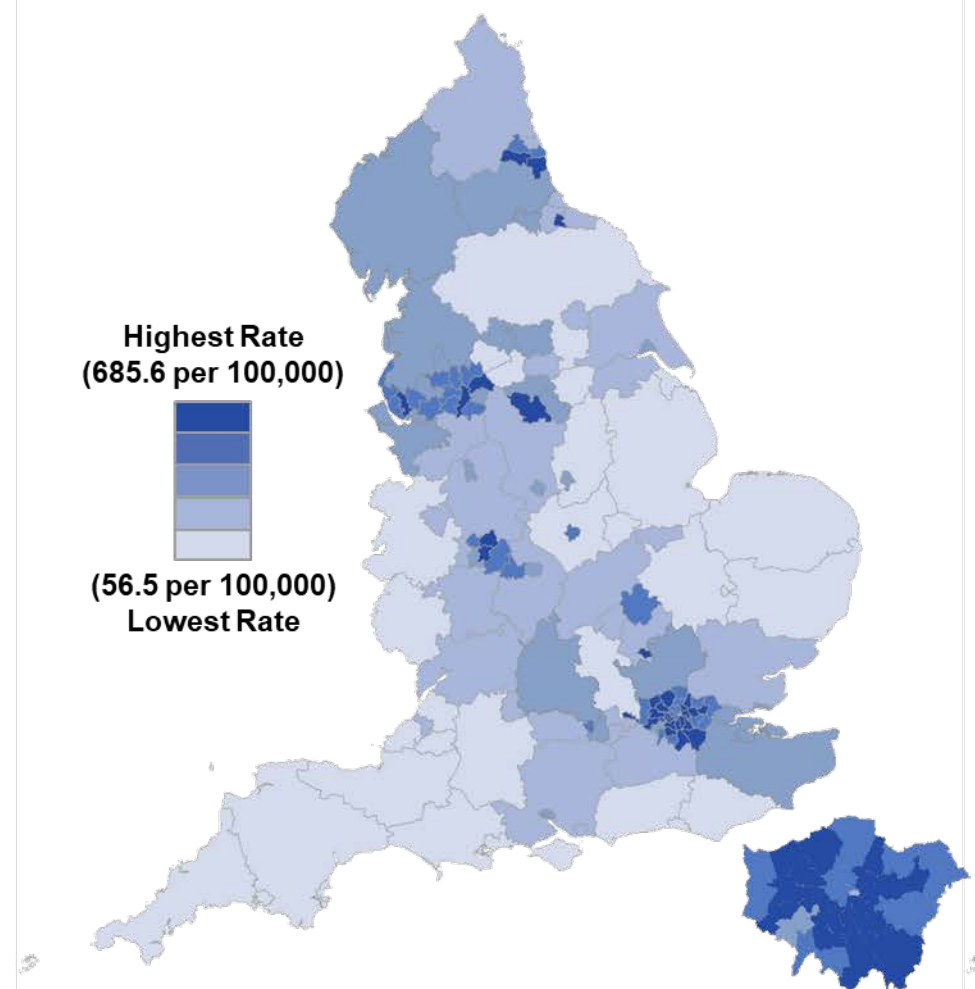 Highest Rate
(685.6 per 100,000)
(56.5 per 100,000)
Lowest Rate